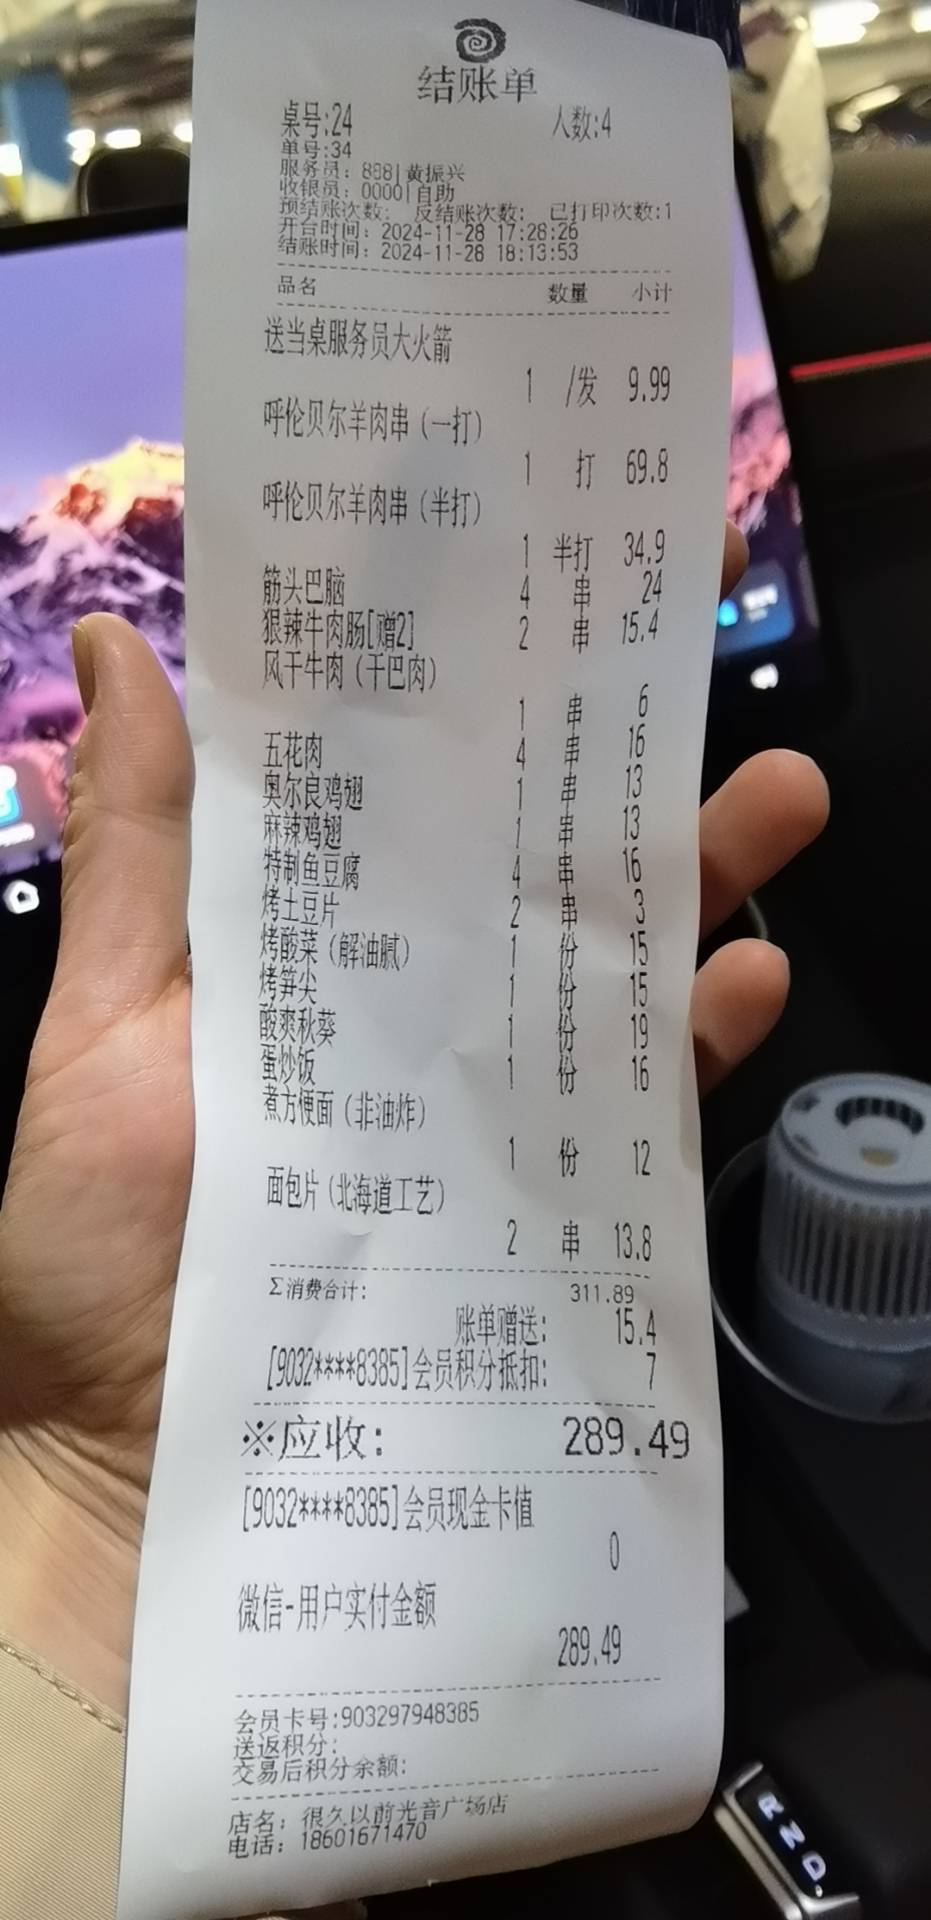 结账单
桌号:24 人数:4
单号:34
服务员: 888|黄振兴
收银员: 0000|自助
预结账次数: 反结账次数: 已打印次数:1
开台时间: 2024-11-28 17:28:26
结账时间: 2024-11-28 18:13:53
品名 数量 小计
送当桌服务员大火箭
1 /发 9.99
呼伦贝尔羊肉串(一打)
1 打 69.8
呼伦贝尔羊肉串(半打)
1 半打 34.9
筋头巴脑 4 串 24
狠辣牛肉肠[赠2] 2 串 15.4
风干牛肉(干巴肉)
1 串 6
五花肉 4 串 16
奥尔良鸡翅 1 串 13
麻辣鸡翅 1 串 13
特制鱼豆腐 4 串 16
烤土豆片 2 串 3
烤酸菜(解油腻) 1 份 15
烤笋尖 1 份 15
酸爽秋葵 1 份 19
蛋炒饭 1 份 16
煮方便面(非油炸)
1 份 12
面包片(北海道工艺)
2 串 13.8
Σ消费合计: 311.89
账单赠送: 15.4
[9032****8385]会员积分抵扣: 7
※应收: 289.49
[9032****8385]会员现金卡值
0
微信-用户实付金额
289.49
会员卡号:903297948385
送返积分:
交易后积分余额:
店名: 很久以前光音广场店
电话: 18601671470
R N D